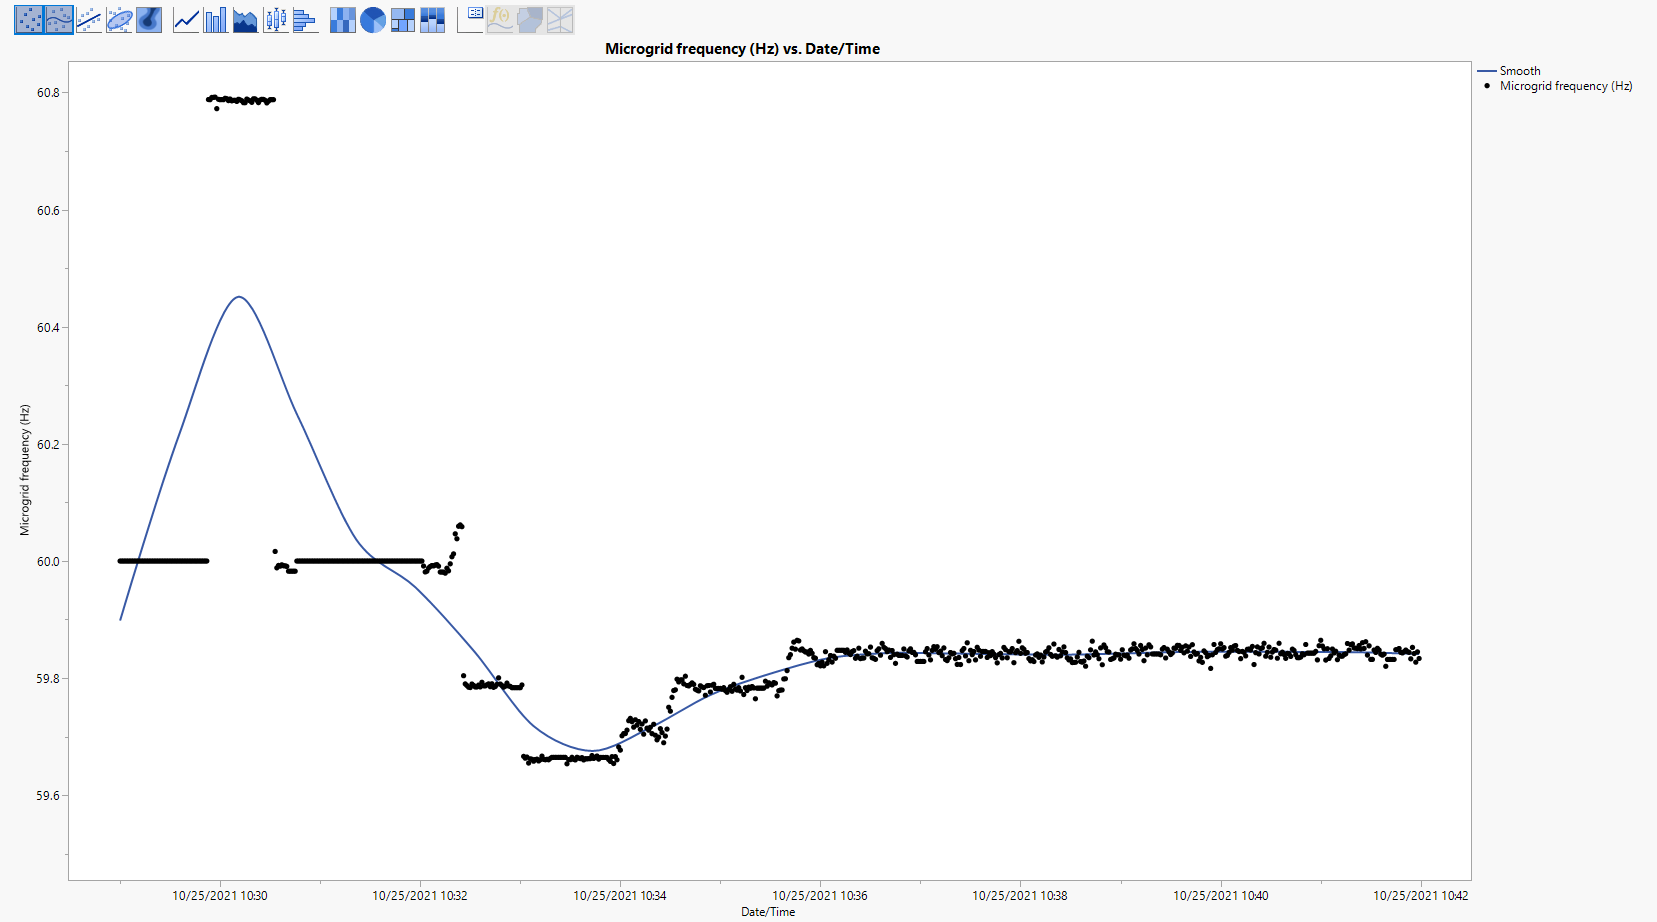 Microgrid frequency (Hz) vs. Date/Time
Smooth
Microgrid frequency (Hz)
60.8
60.6
60.4
60.2
60.0
59.8
59.6
Microgrid frequency (Hz)
10/25/2021 10:30
10/25/2021 10:32
10/25/2021 10:34
10/25/2021 10:36
10/25/2021 10:38
10/25/2021 10:40
10/25/2021 10:42
Date/Time